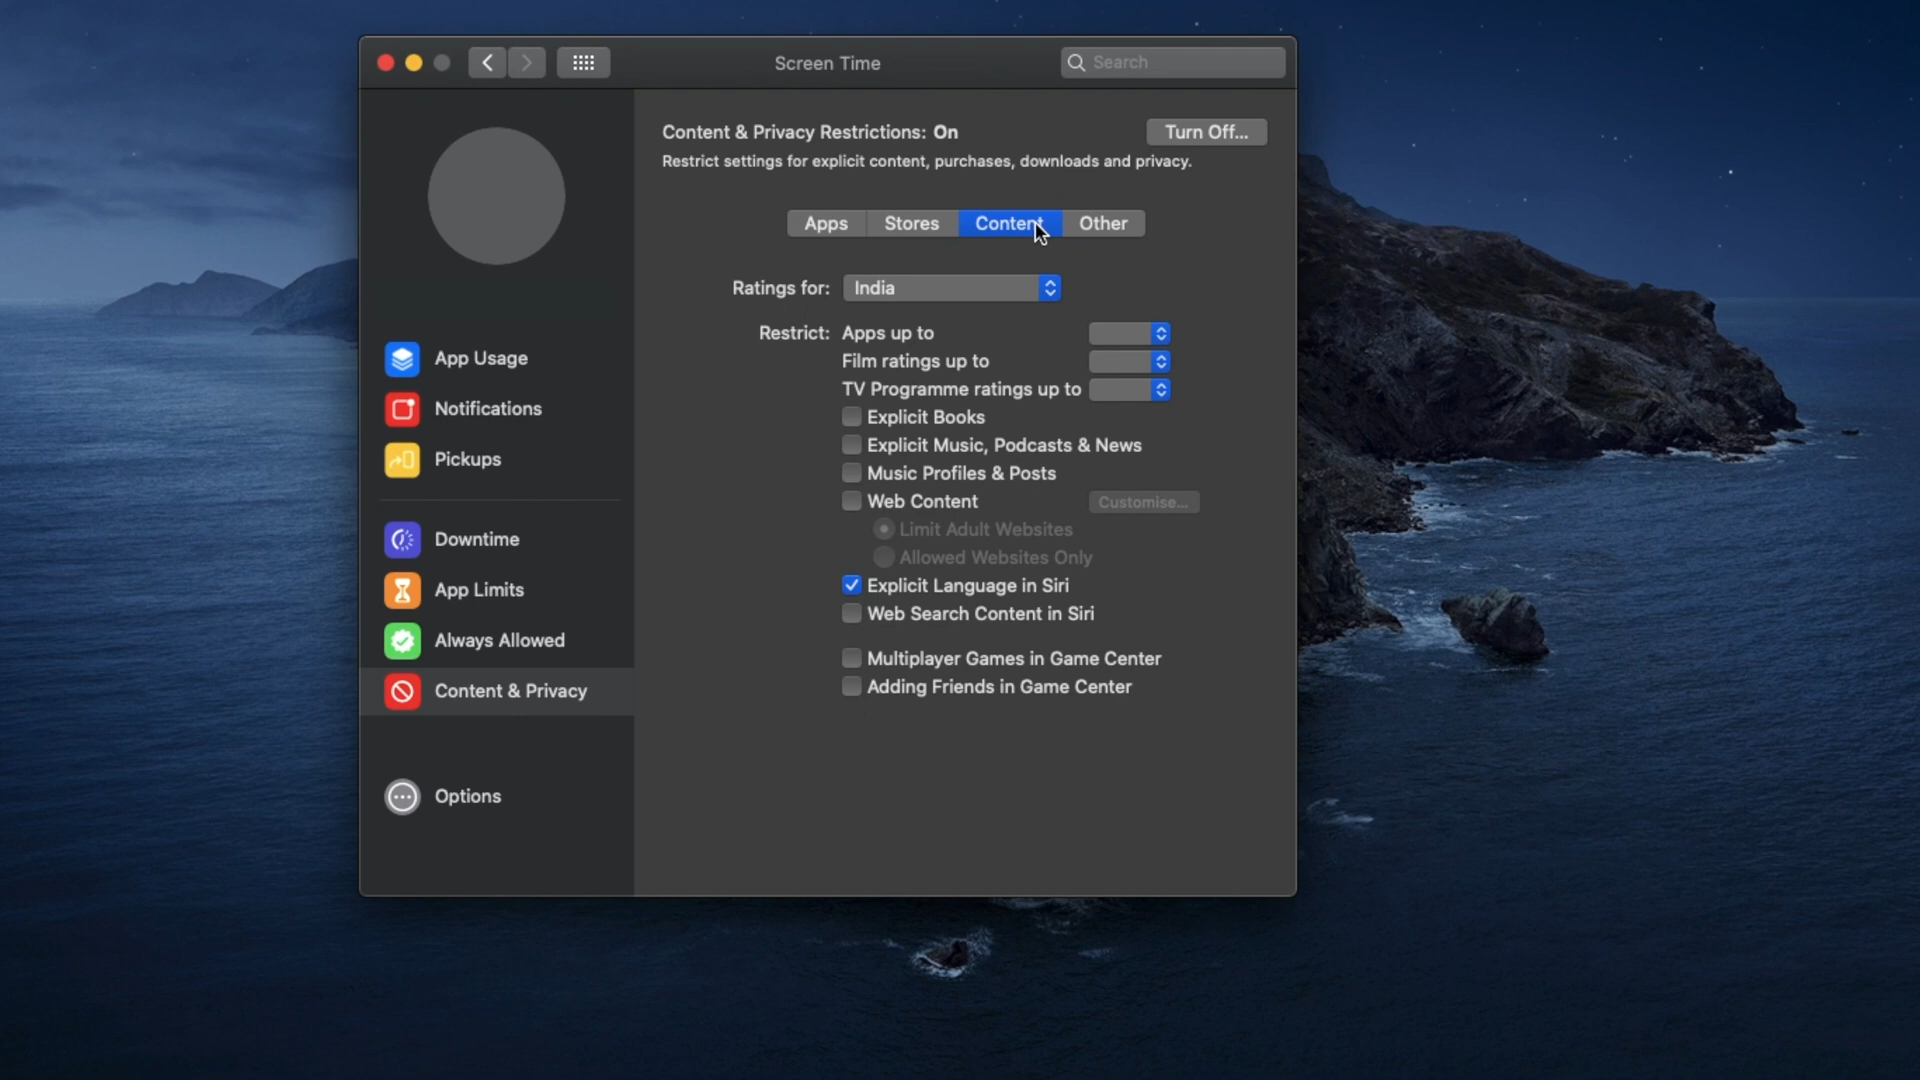 Screen Time
Search
Content & Privacy Restrictions: On
Turn Off...
Restrict settings for explicit content, purchases, downloads and privacy.
Apps
Stores
Content
Other
Ratings for:
India
Restrict:
Apps up to
Film ratings up to
TV Programme ratings up to
Explicit Books
Explicit Music, Podcasts & News
Music Profiles & Posts
Web Content
Customise...
Limit Adult Websites
Allowed Websites Only
Explicit Language in Siri
Web Search Content in Siri
Multiplayer Games in Game Center
Adding Friends in Game Center
App Usage
Notifications
Pickups
Downtime
App Limits
Always Allowed
Content & Privacy
Options